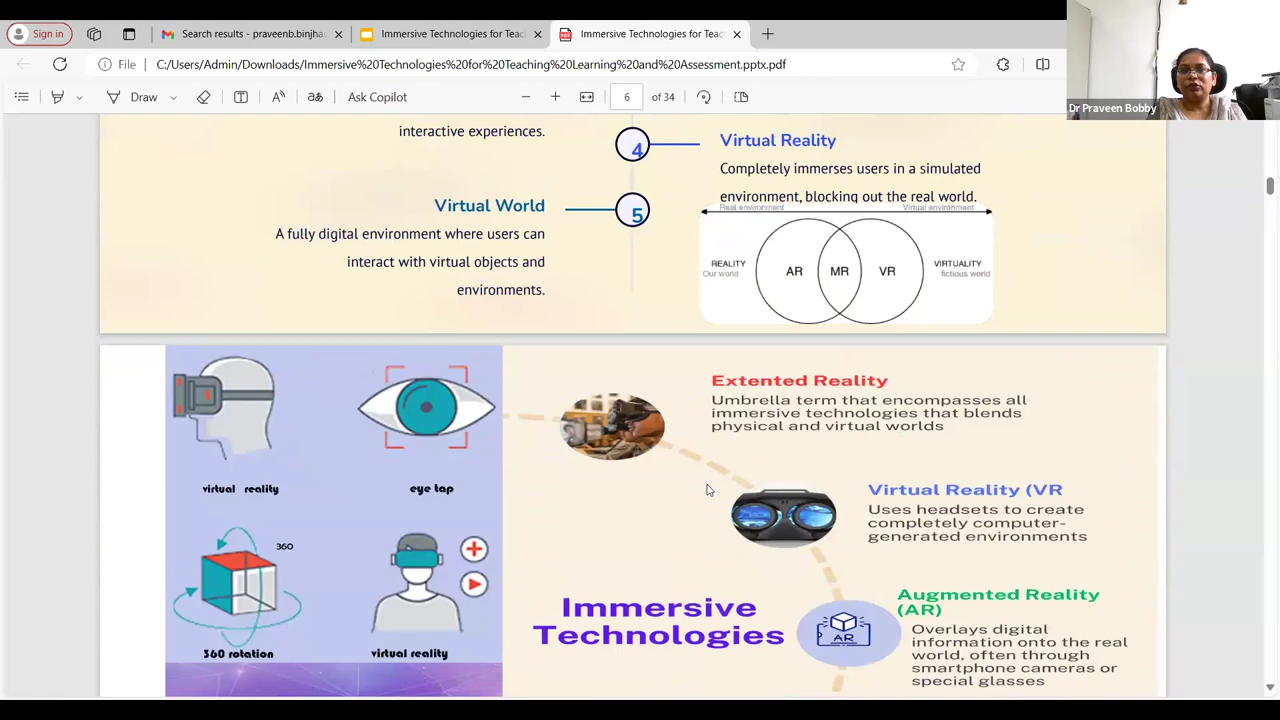 Sign in
Search results - praveenb.binjha
Immersive Technologies for Teac
Immersive Technologies for Teac
File
C:/Users/Admin/Downloads/Immersive%20Technologies%20for%20Teaching%20Learning%20and%20Assessment.pptx.pdf
Draw
Ask Copilot
6
of 34
Dr Praveen Bobby
interactive experiences.
4
Virtual Reality
Completely immerses users in a simulated
environment, blocking out the real world.
Virtual World
5
A fully digital environment where users can
interact with virtual objects and
environments.
Real environment
Virtual environment
REALITY
Our world
AR
MR
VR
VIRTUALITY
fictious world
virtual reality
eye tap
360
360 rotation
virtual reality
Extented Reality
Umbrella term that encompasses all
immersive technologies that blends
physical and virtual worlds
Virtual Reality (VR
Uses headsets to create
completely computer-
generated environments
Immersive
Technologies
AR
Augmented Reality
(AR)
Overlays digital
information onto the real
world, often through
smartphone cameras or
special glasses